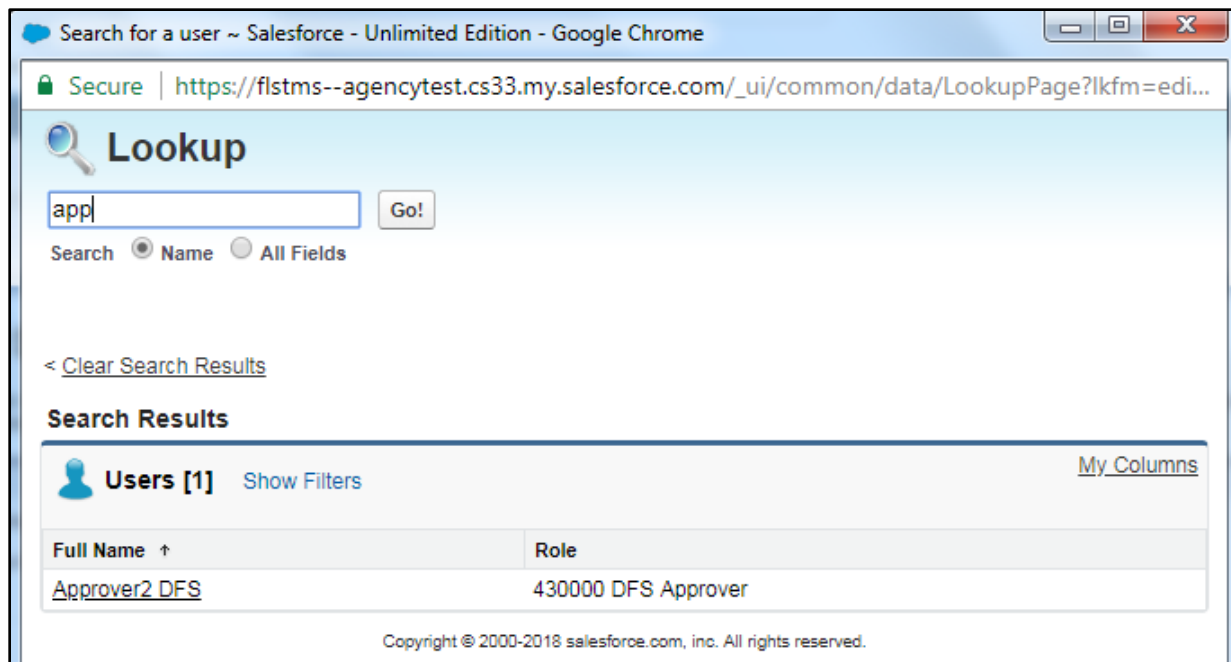 Search for a user ~ Salesforce - Unlimited Edition - Google Chrome
Secure | https://flstms--agencytest.cs33.my.salesforce.com/_ui/common/data/LookupPage?lkfm=edi...
Lookup
app Go!
Search Name All Fields
< Clear Search Results
Search Results
Users [1] Show Filters My Columns
Full Name ↑ Role
Approver2 DFS 430000 DFS Approver
Copyright © 2000-2018 salesforce.com, inc. All rights reserved.